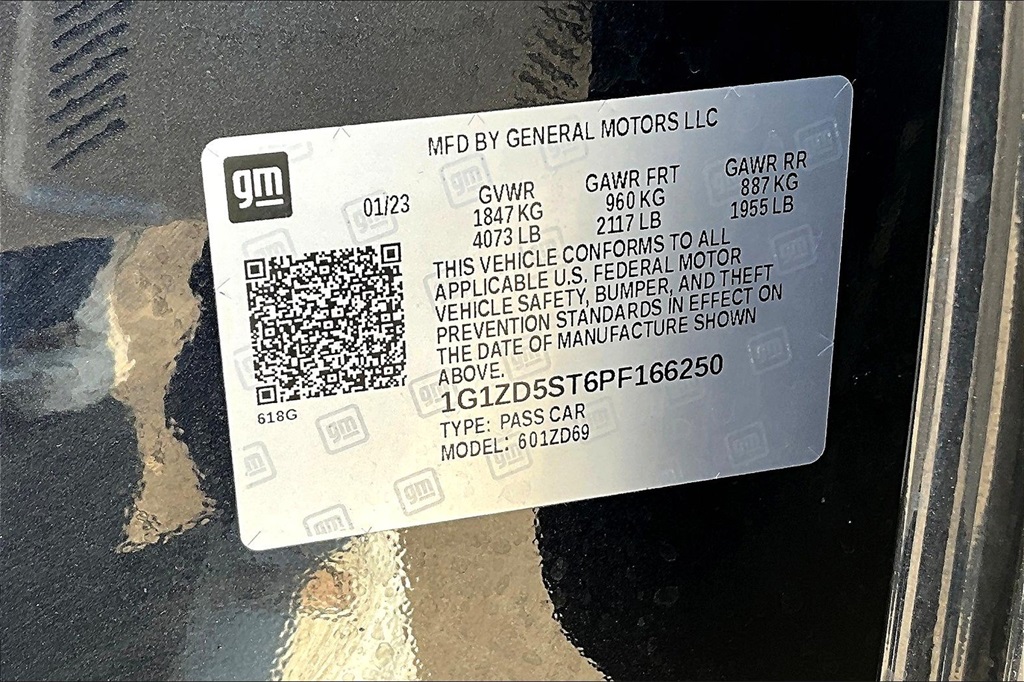 MFD BY GENERAL MOTORS LLC
gm
01/23
GVWR GAWR FRT GAWR RR
1847 KG 960 KG 887 KG
4073 LB 2117 LB 1955 LB
THIS VEHICLE CONFORMS TO ALL
APPLICABLE U.S. FEDERAL MOTOR
VEHICLE SAFETY, BUMPER, AND THEFT
PREVENTION STANDARDS IN EFFECT ON
THE DATE OF MANUFACTURE SHOWN
ABOVE.
1G1ZD5ST6PF166250
618G
TYPE: PASS CAR
MODEL: 601ZD69